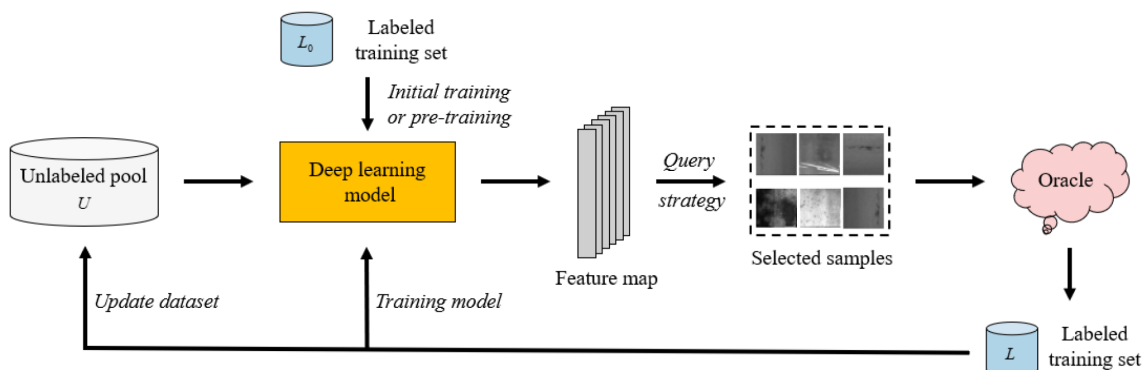 L₀
Labeled
training set
Initial training
or pre-training
Unlabeled pool
U
Deep learning
model
Feature map
Query
strategy
Selected samples
Oracle
Update dataset
Training model
L
Labeled
training set